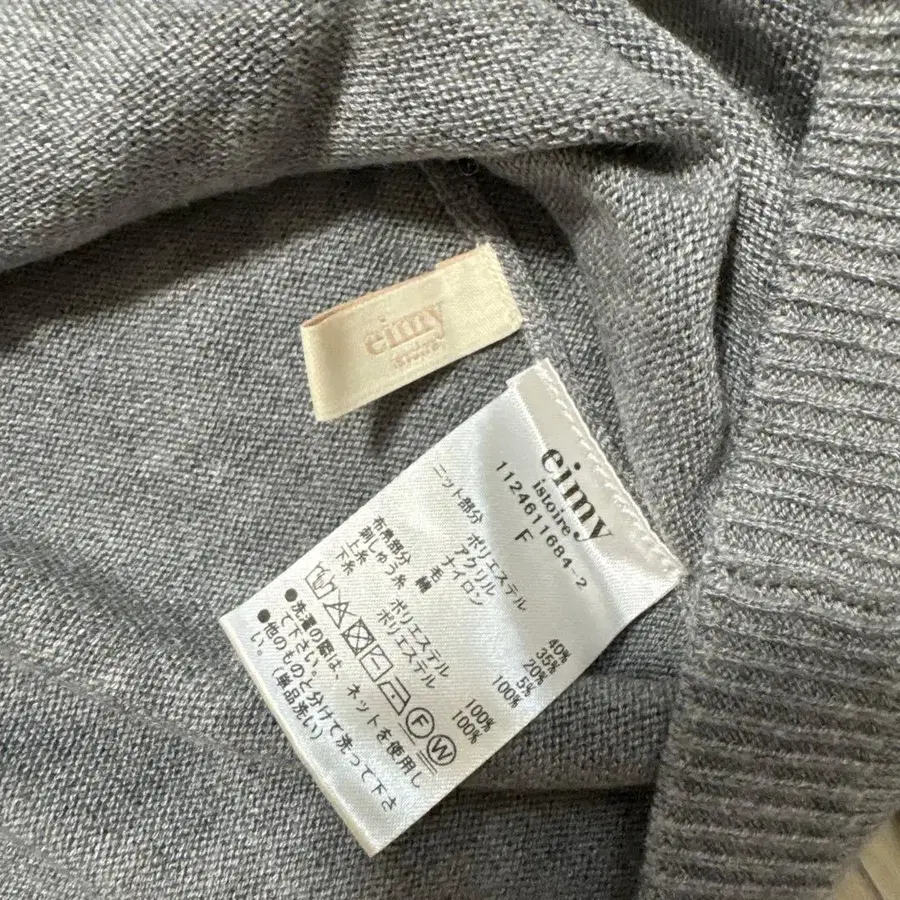 eimy
istoire
eimy
istoire
1124611684-2
F
ニット部分 ポリエステル 40%
アクリル 35%
毛 20%
ナイロン 5%
布帛部分 綿 100%
刺しゅう糸
上糸 ポリエステル 100%
下糸 ポリエステル 100%
F W
●洗濯の際は、ネットを使用し
て下さい。
●他のものと分けて洗って下さ
い。(単品洗い)